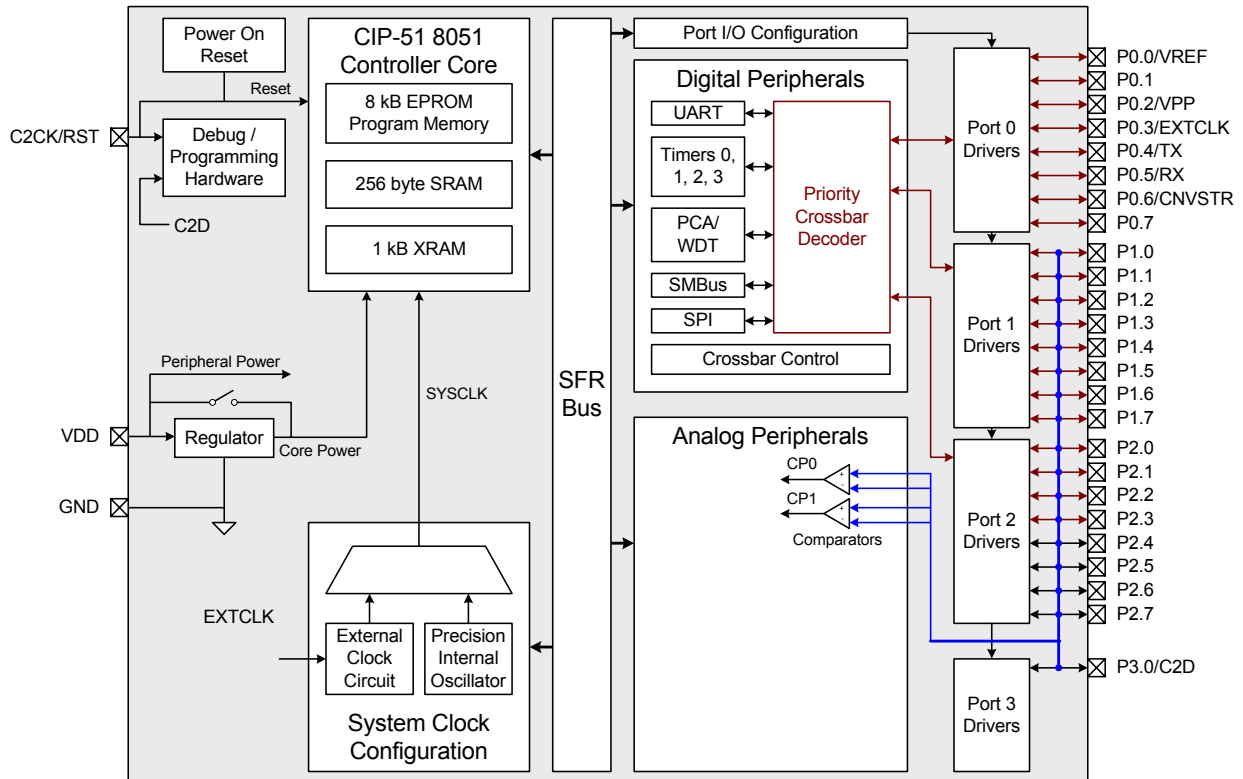 Power On
Reset
Reset
C2CK/RST
Debug /
Programming
Hardware
C2D
CIP-51 8051
Controller Core
8 kB EPROM
Program Memory
256 byte SRAM
1 kB XRAM
Peripheral Power
VDD
Regulator
Core Power
GND
SYSCLK
EXTCLK
External
Clock
Circuit
Precision
Internal
Oscillator
System Clock
Configuration
SFR
Bus
Port I/O Configuration
Digital Peripherals
UART
Timers 0,
1, 2, 3
PCA/
WDT
SMBus
SPI
Priority
Crossbar
Decoder
Crossbar Control
Analog Peripherals
CP0
+
-
CP1
+
-
Comparators
Port 0
Drivers
Port 1
Drivers
Port 2
Drivers
Port 3
Drivers
P0.0/VREF
P0.1
P0.2/VPP
P0.3/EXTCLK
P0.4/TX
P0.5/RX
P0.6/CNVSTR
P0.7
P1.0
P1.1
P1.2
P1.3
P1.4
P1.5
P1.6
P1.7
P2.0
P2.1
P2.2
P2.3
P2.4
P2.5
P2.6
P2.7
P3.0/C2D